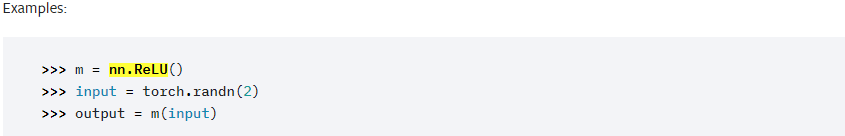 Examples:
>>> m = nn.ReLU()
>>> input = torch.randn(2)
>>> output = m(input)